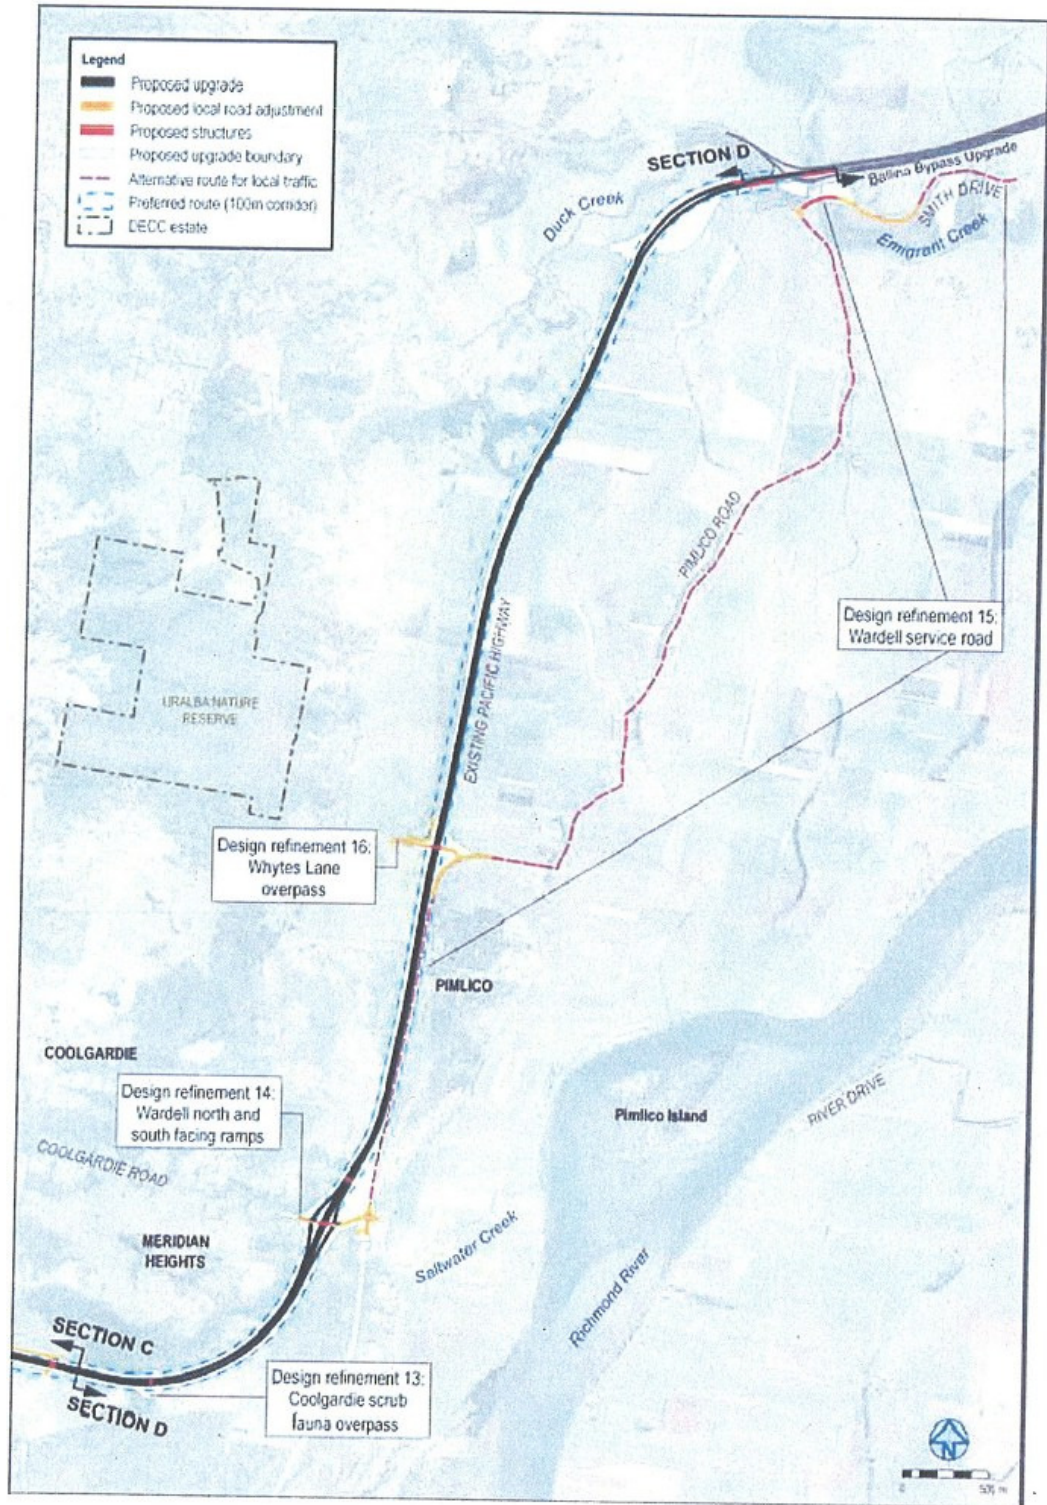 Legend
Proposed upgrade
Proposed local road adjustment
Proposed structures
Proposed upgrade boundary
Alternative route for local traffic
Preferred route (100m corridor)
DECC estate
SECTION D
Ballina Bypass Upgrade
Duck Creek
SMITH DRIVE
Emigrant Creek
PIMLICO ROAD
Design refinement 15:
Wardell service road
EXISTING PACIFIC HIGHWAY
URALBA NATURE
RESERVE
Design refinement 16:
Whytes Lane
overpass
PIMLICO
COOLGARDIE
Design refinement 14:
Wardell north and
south facing ramps
Pimlico Island
RIVER DRIVE
COOLGARDIE ROAD
MERIDIAN
HEIGHTS
Saltwater Creek
Richmond River
SECTION C
SECTION D
Design refinement 13:
Coolgardie scrub
fauna overpass
N
0 500 m